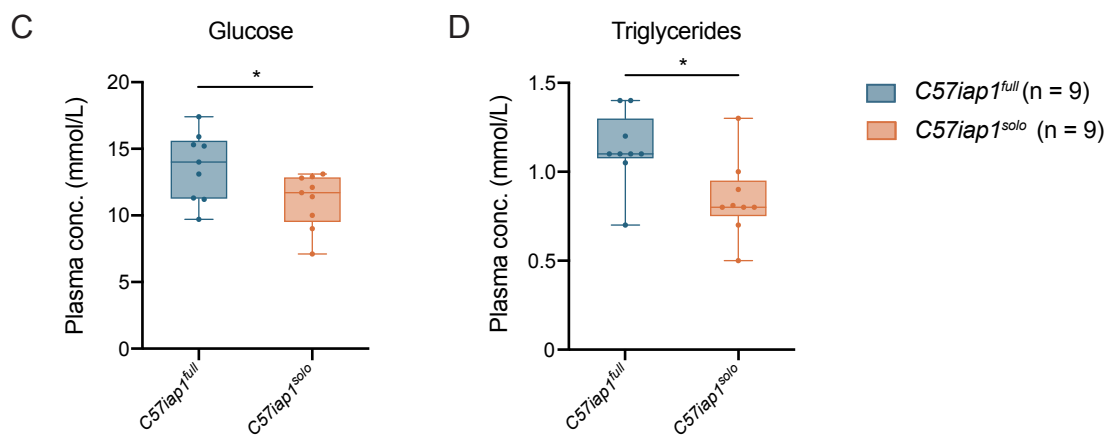 C
Glucose
*
Plasma conc. (mmol/L)
20
15
10
5
0
C57iap1full
C57iap1solo
D
Triglycerides
*
Plasma conc. (mmol/L)
1.5
1.0
0.5
0
C57iap1full
C57iap1solo
C57iap1full (n = 9)
C57iap1solo (n = 9)